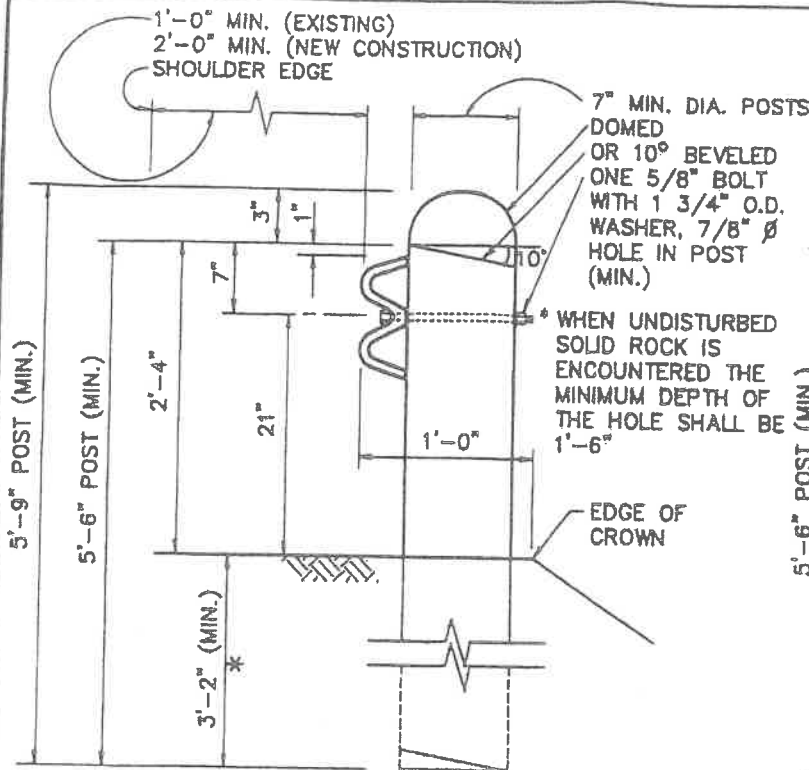 1'-0" MIN. (EXISTING)
2'-0" MIN. (NEW CONSTRUCTION)
SHOULDER EDGE
7" MIN. DIA. POSTS
DOMED
OR 10° BEVELED
ONE 5/8" BOLT
WITH 1 3/4" O.D.
WASHER, 7/8" Ø
HOLE IN POST
(MIN.)
3"
1"
10°
7"
* WHEN UNDISTURBED
SOLID ROCK IS
ENCOUNTERED THE
MINIMUM DEPTH OF
THE HOLE SHALL BE
1'-6"
5'-9" POST (MIN.)
5'-6" POST (MIN.)
2'-4"
21"
1'-0"
5'-6" POST (MIN.)
EDGE OF
CROWN
3'-2" (MIN.)
*